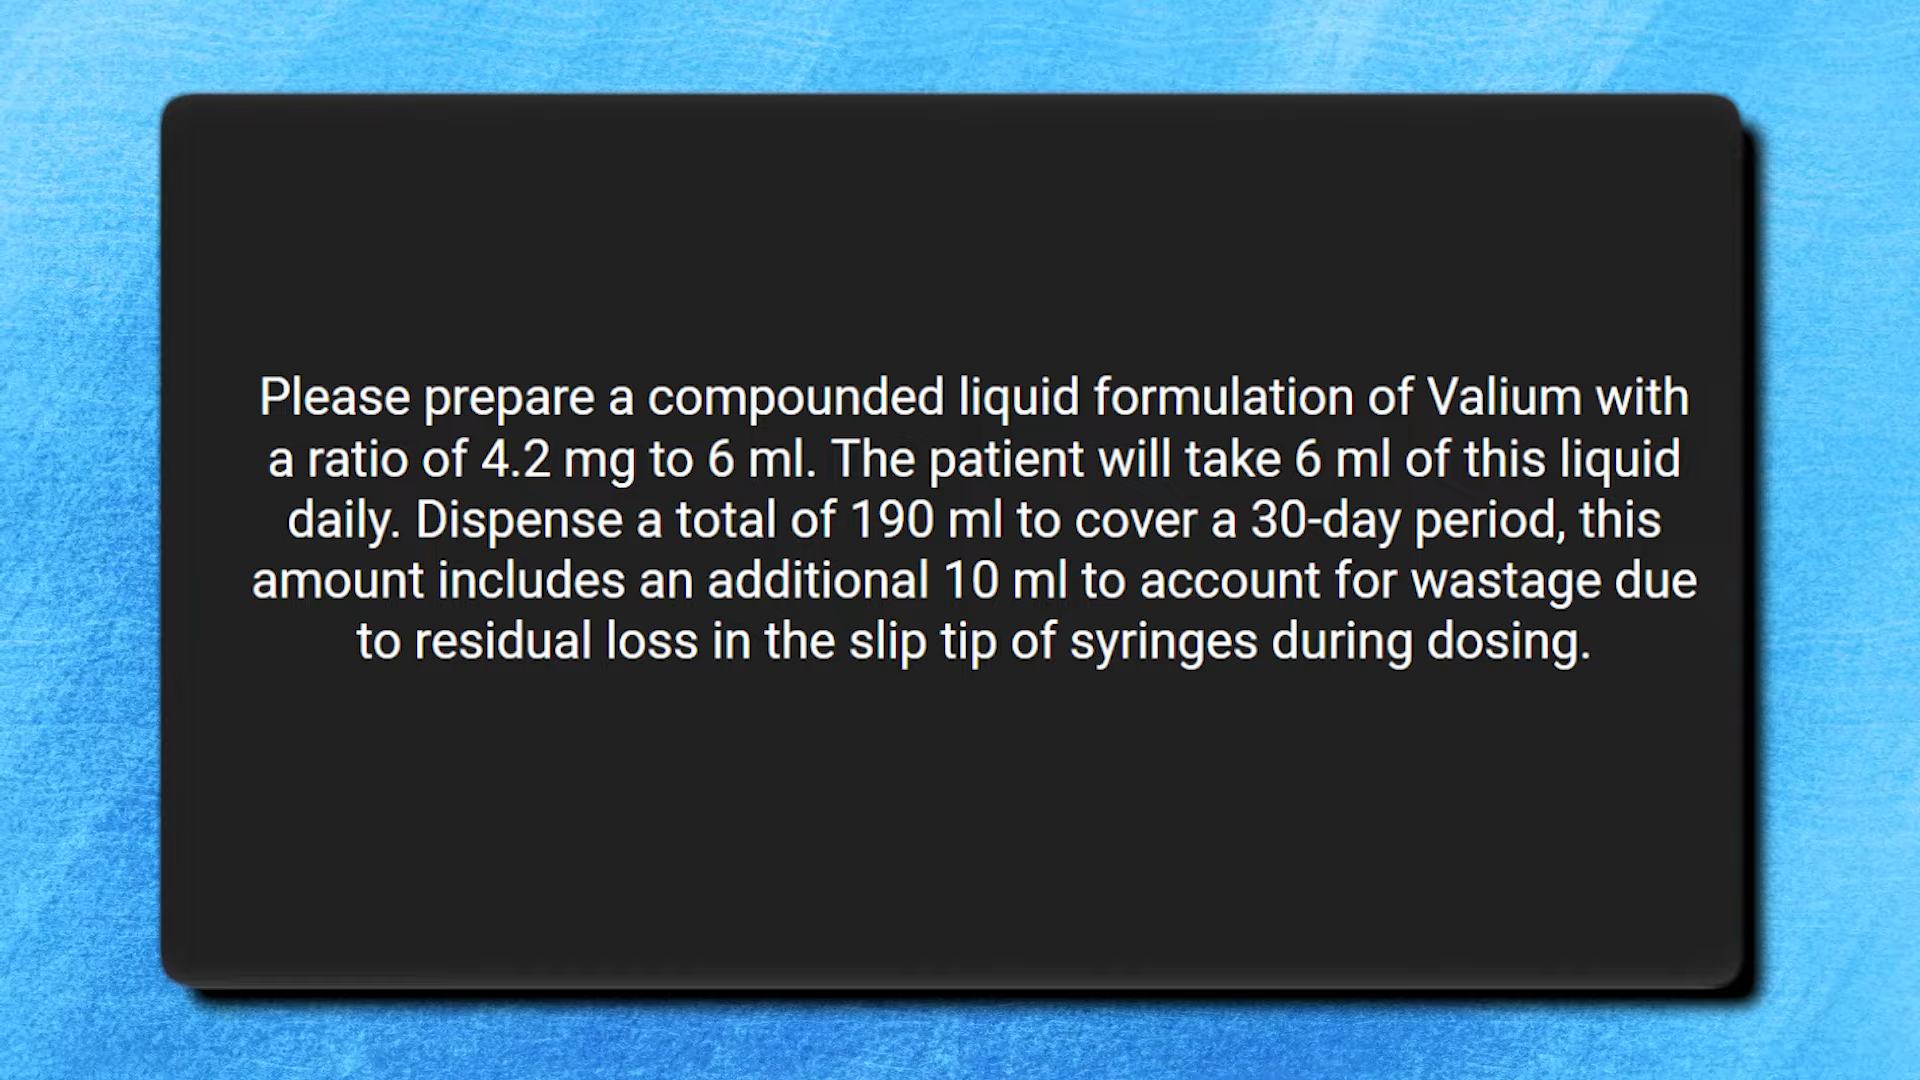 Please prepare a compounded liquid formulation of Valium with
a ratio of 4.2 mg to 6 ml. The patient will take 6 ml of this liquid
daily. Dispense a total of 190 ml to cover a 30-day period, this
amount includes an additional 10 ml to account for wastage due
to residual loss in the slip tip of syringes during dosing.